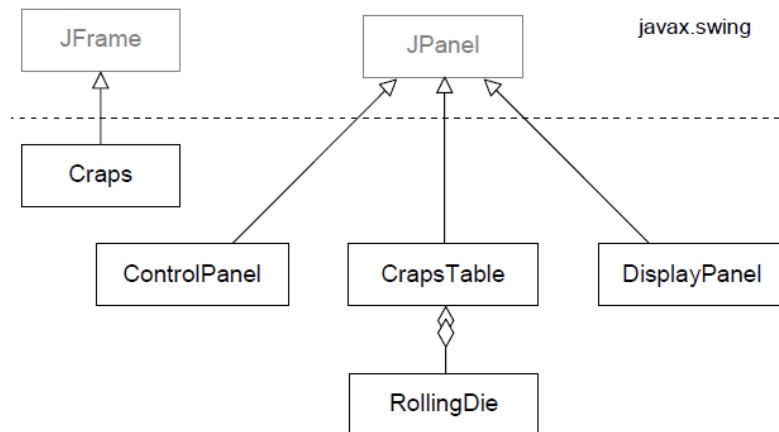 JFrame
JPanel
javax.swing
Craps
ControlPanel
CrapsTable
DisplayPanel
RollingDie